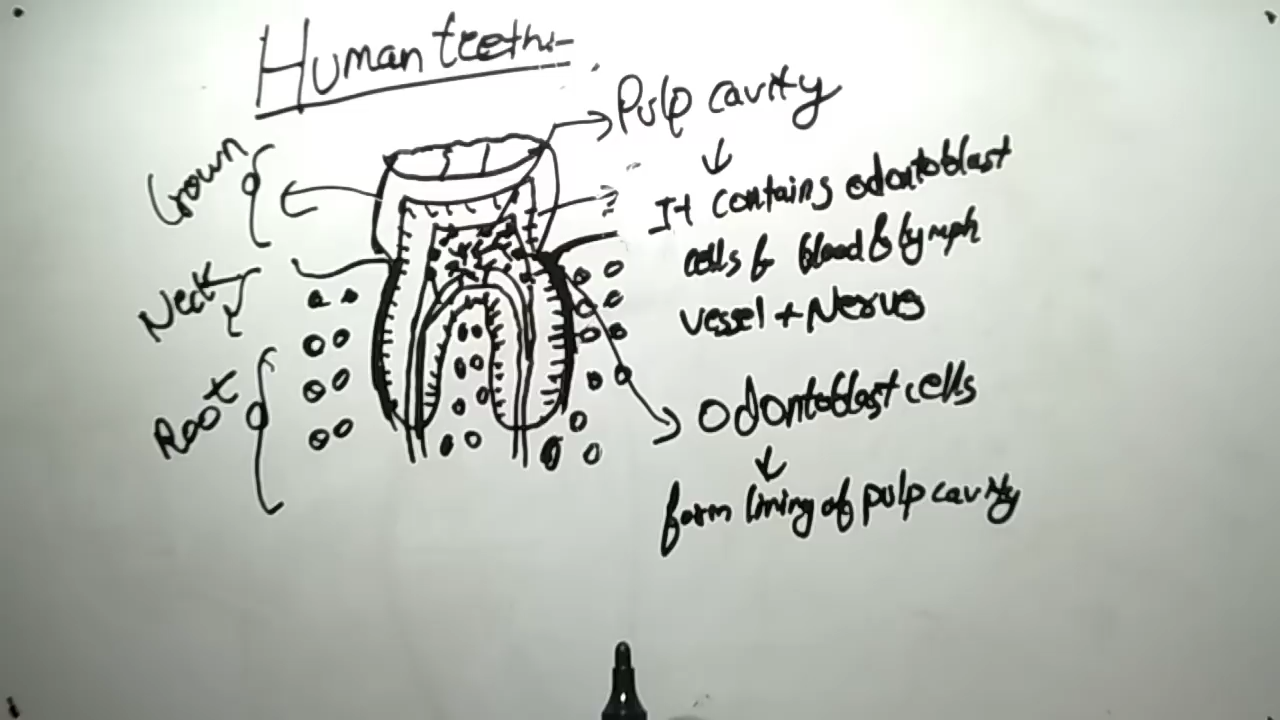 Human teeth:-
Pulp cavity
It contains odontoblast
cells & blood & lymph
vessel + Nerves
Odontoblast cells
form lining of pulp cavity
Crown
Neck
Root